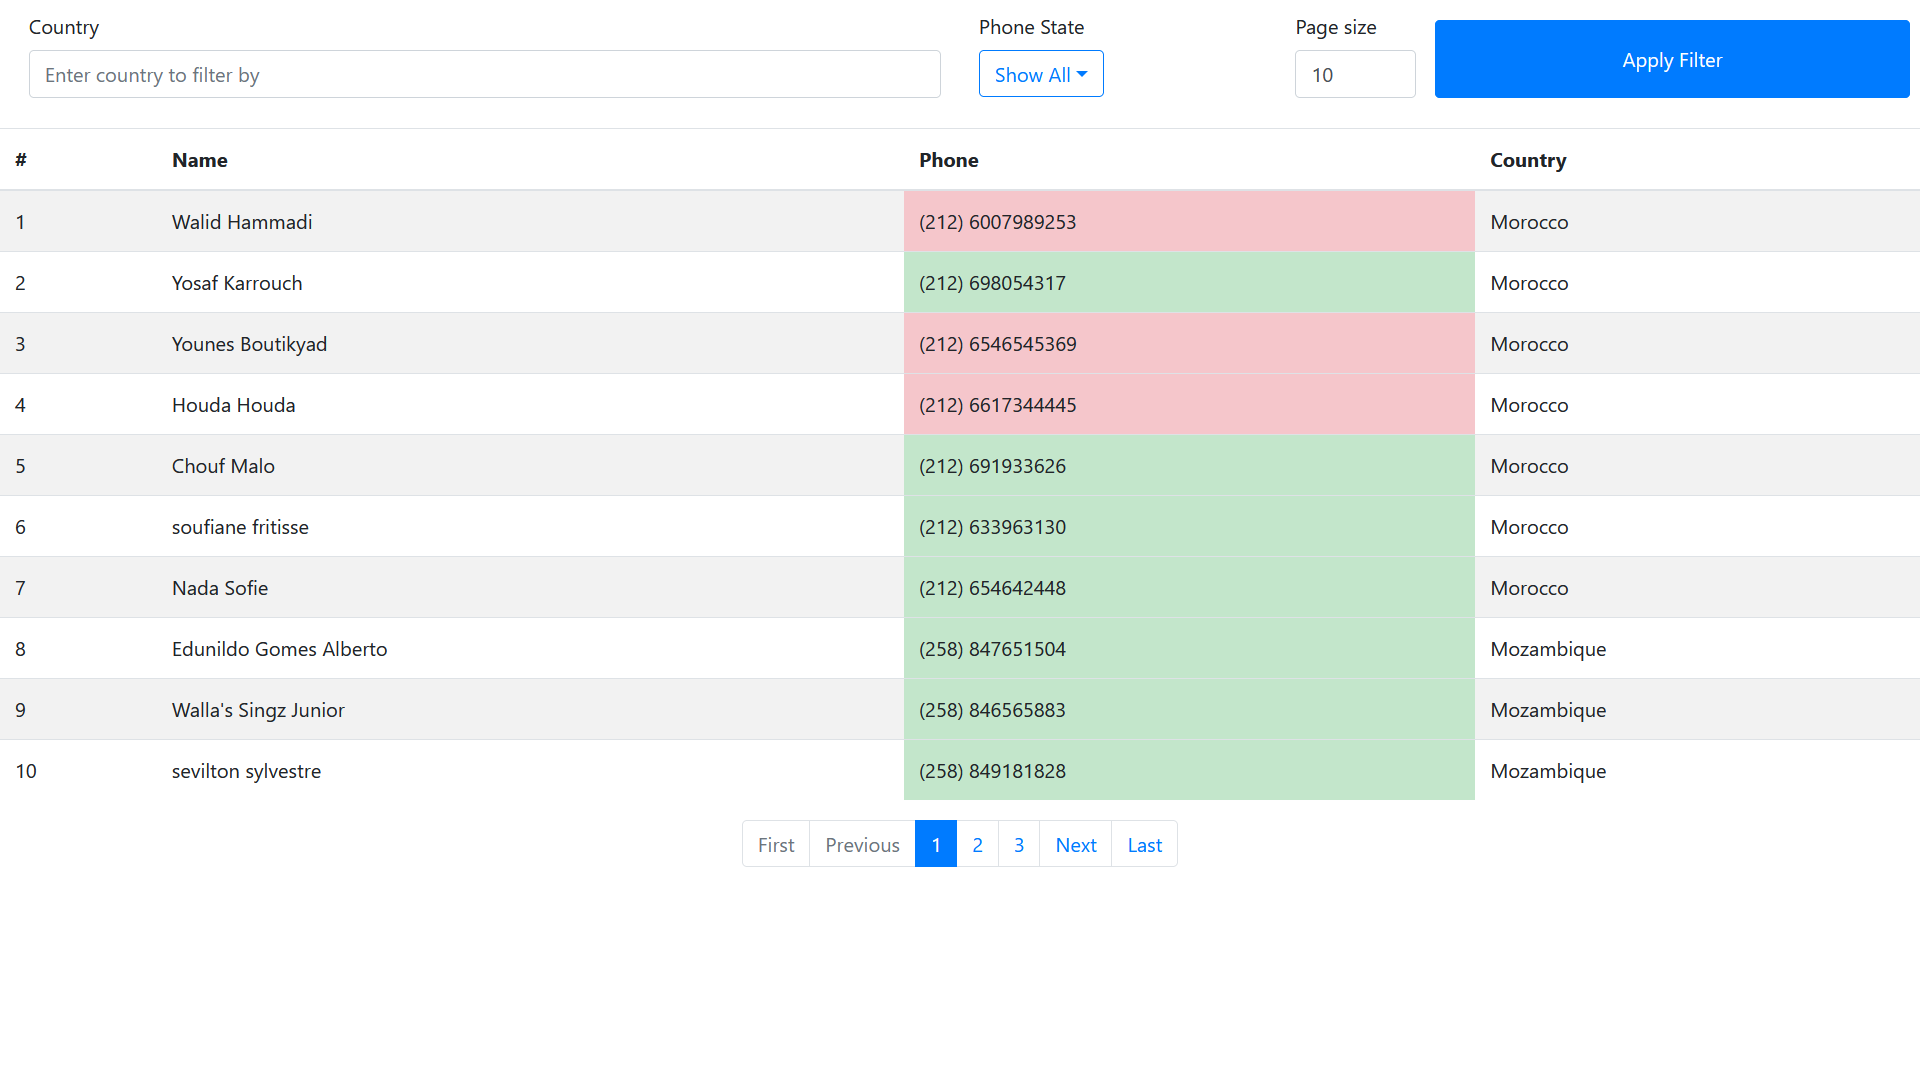 Country Phone State Page size
Enter country to filter by Show All 10 Apply Filter
# Name Phone Country
1 Walid Hammadi (212) 6007989253 Morocco
2 Yosaf Karrouch (212) 698054317 Morocco
3 Younes Boutikyad (212) 6546545369 Morocco
4 Houda Houda (212) 6617344445 Morocco
5 Chouf Malo (212) 691933626 Morocco
6 soufiane fritisse (212) 633963130 Morocco
7 Nada Sofie (212) 654642448 Morocco
8 Edunildo Gomes Alberto (258) 847651504 Mozambique
9 Walla's Singz Junior (258) 846565883 Mozambique
10 sevilton sylvestre (258) 849181828 Mozambique
First Previous 1 2 3 Next Last